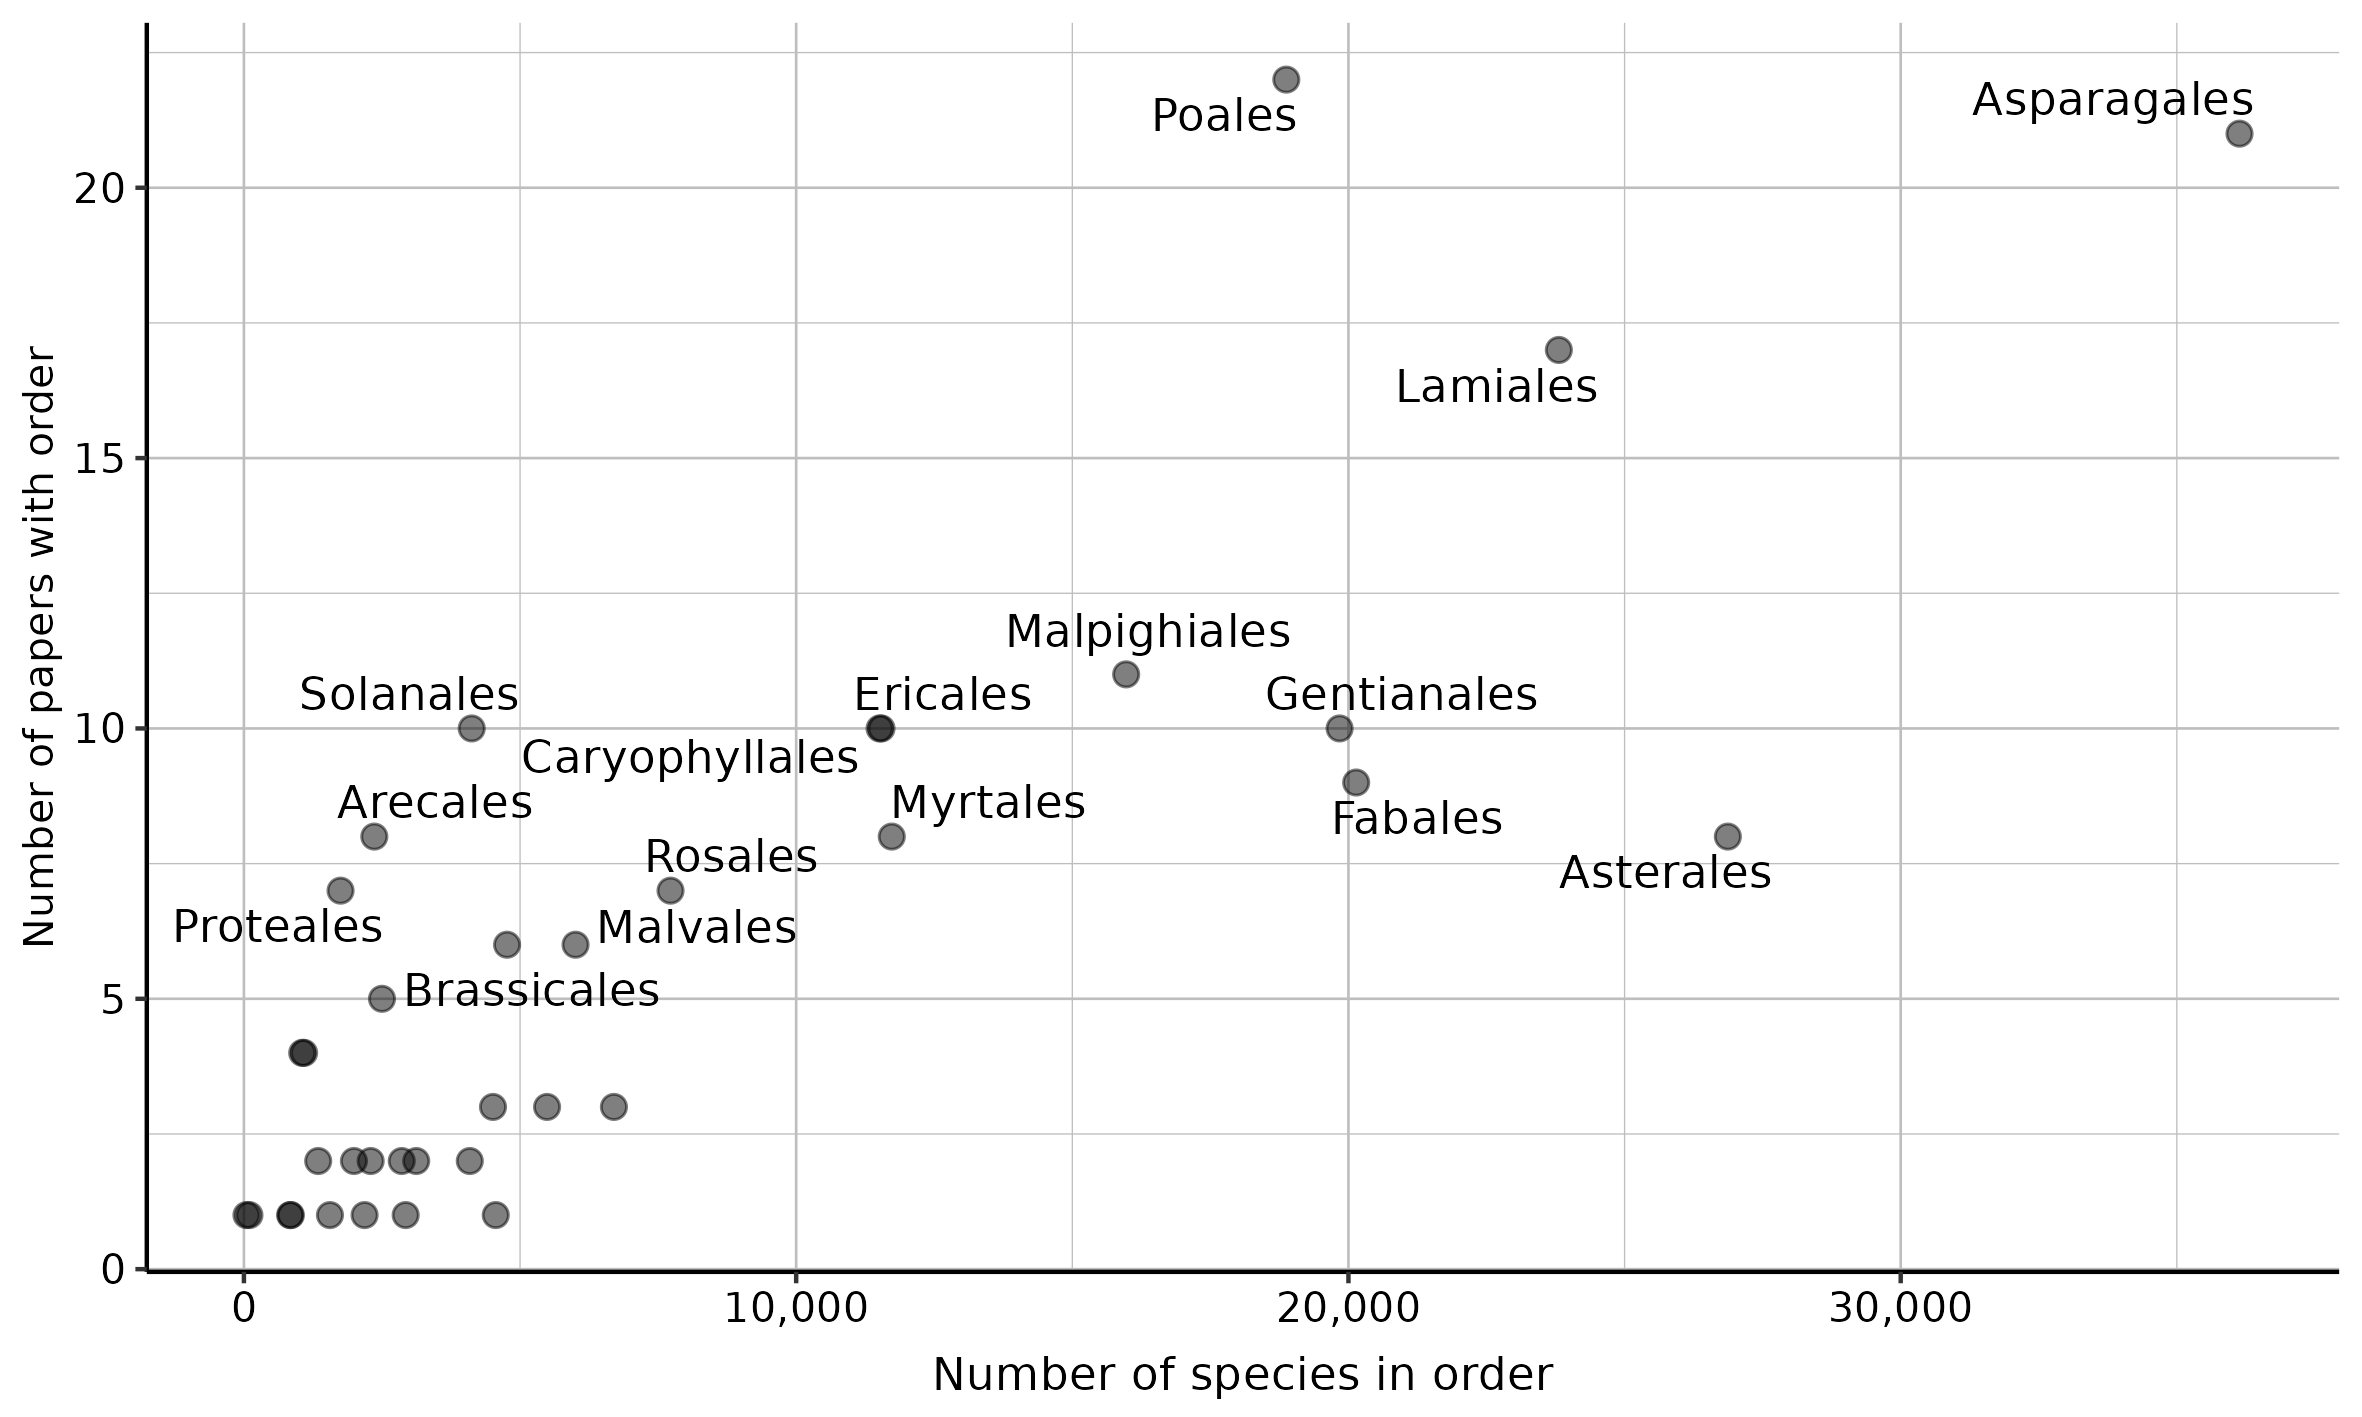 Poales
Asparagales
Lamiales
Malpighiales
Solanales
Ericales
Gentianales
Caryophyllales
Arecales
Myrtales
Fabales
Rosales
Asterales
Proteales
Malvales
Brassicales
20
15
10
5
0
0
10,000
20,000
30,000
Number of species in order
Number of papers with order